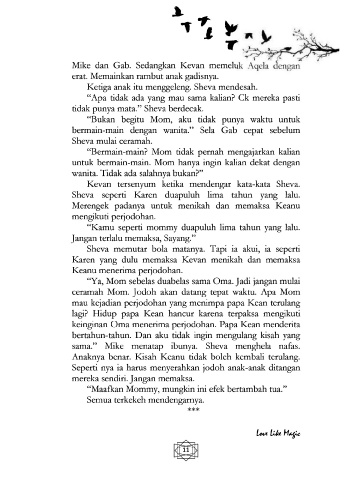 Mike dan Gab. Sedangkan Kevan memeluk Aqela dengan
erat. Memainkan rambut anak gadisnya.
Ketiga anak itu menggeleng. Sheva mendesah.
“Apa tidak ada yang mau sama kalian? Ck mereka pasti
tidak punya mata.” Sheva berdecak.
“Bukan begitu Mom, aku tidak punya waktu untuk
bermain-main dengan wanita.” Sela Gab cepat sebelum
Sheva mulai ceramah.
“Bermain-main? Mom tidak pernah mengajarkan kalian
untuk bermain-main. Mom hanya ingin kalian dekat dengan
wanita. Tidak ada salahnya bukan?”
Kevan tersenyum ketika mendengar kata-kata Sheva.
Sheva seperti Karen duapuluh lima tahun yang lalu.
Merengek padanya untuk menikah dan memaksa Keanu
mengikuti perjodohan.
“Kamu seperti mommy duapuluh lima tahun yang lalu.
Jangan terlalu memaksa, Sayang.”
Sheva memutar bola matanya. Tapi ia akui, ia seperti
Karen yang dulu memaksa Kevan menikah dan memaksa
Keanu menerima perjodohan.
“Ya, Mom sebelas duabelas sama Oma. Jadi jangan mulai
ceramah Mom. Jodoh akan datang tepat waktu. Apa Mom
mau kejadian perjodohan yang menimpa papa Kean terulang
lagi? Hidup papa Kean hancur karena terpaksa mengikuti
keinginan Oma menerima perjodohan. Papa Kean menderita
bertahun-tahun. Dan aku tidak ingin mengulang kisah yang
sama.” Mike menatap ibunya. Sheva menghela nafas.
Anaknya benar. Kisah Keanu tidak boleh kembali terulang.
Seperti nya ia harus menyerahkan jodoh anak-anak ditangan
mereka sendiri. Jangan memaksa.
“Maafkan Mommy, mungkin ini efek bertambah tua.”
Semua terkekeh mendengarnya.
***
Love Like Magic
11